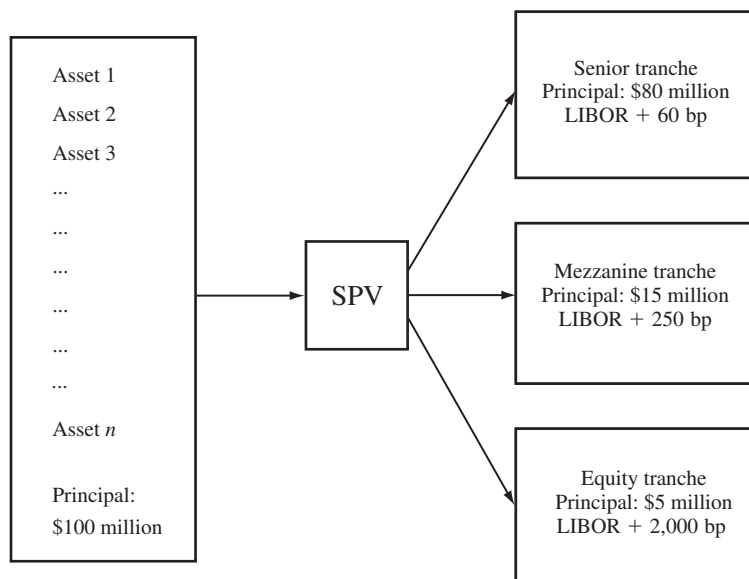 Asset 1
Asset 2
Asset 3
...
...
...
...
...
...
Asset n
Principal:
$100 million
SPV
Senior tranche
Principal: $80 million
LIBOR + 60 bp
Mezzanine tranche
Principal: $15 million
LIBOR + 250 bp
Equity tranche
Principal: $5 million
LIBOR + 2,000 bp